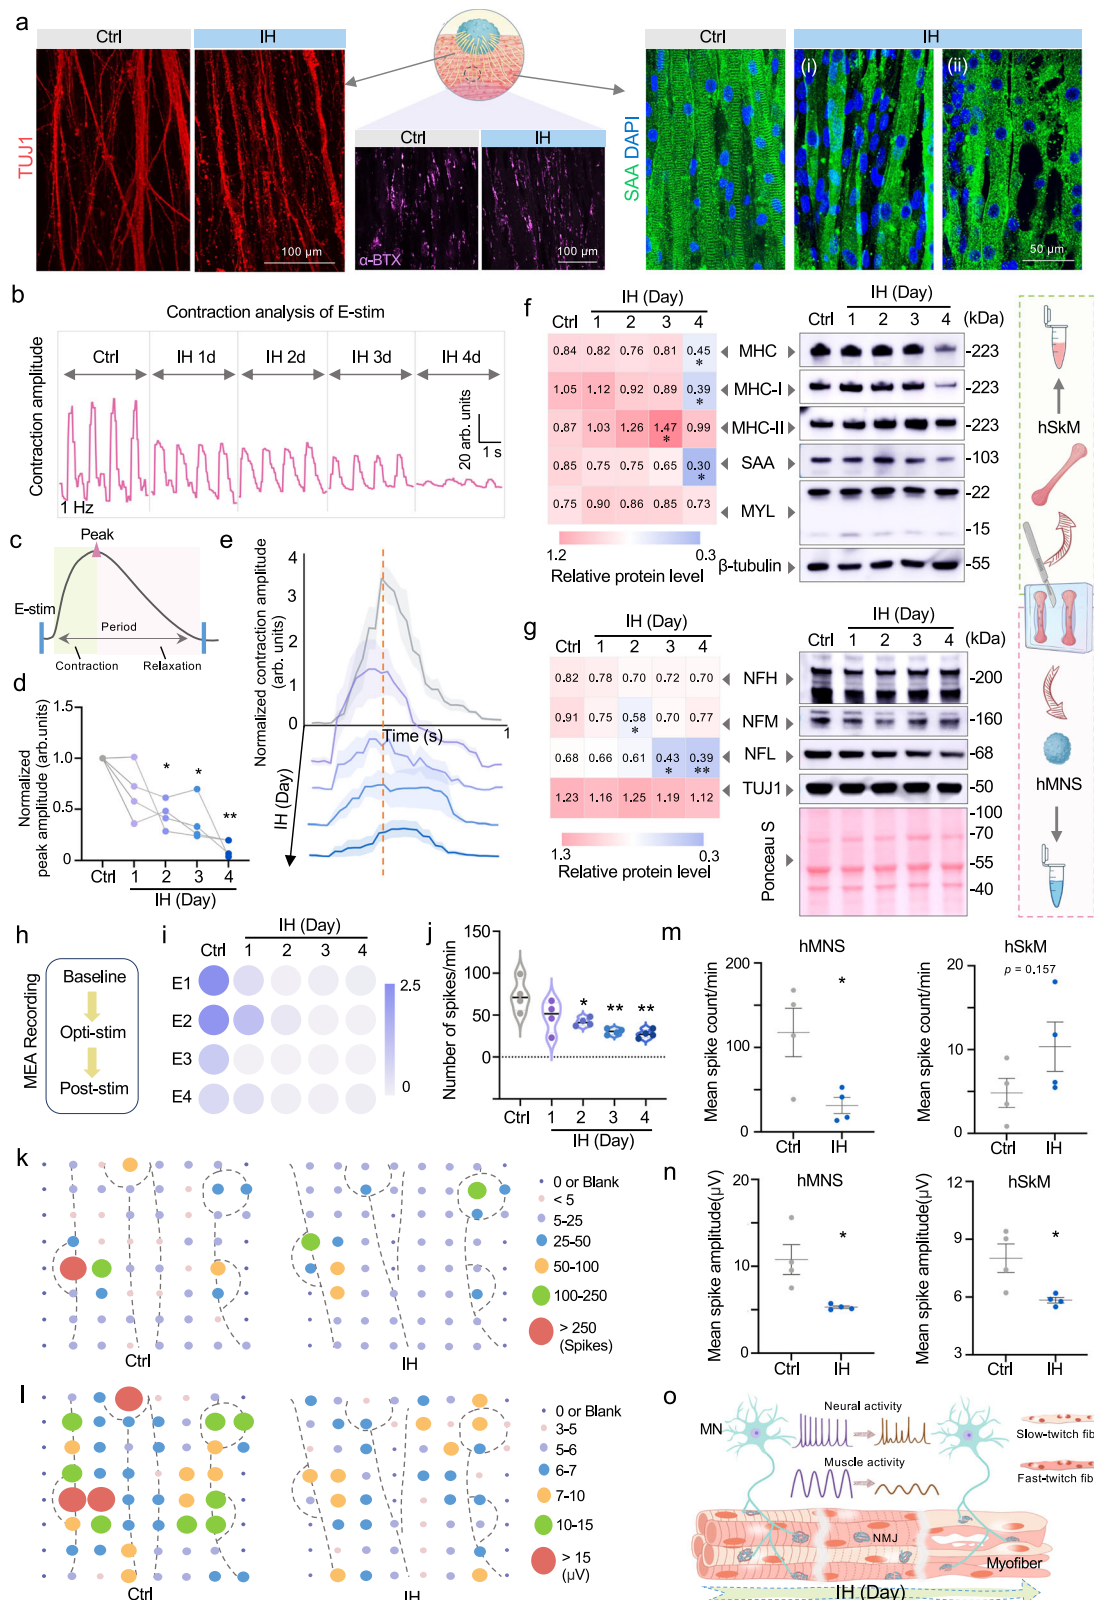 a
Ctrl
IH
TUJ1
100 µm
Ctrl
IH
α-BTX
100 µm
Ctrl
IH
(i)
(ii)
SAA DAPI
50 µm
b
Contraction analysis of E-stim
Contraction amplitude
Ctrl
IH 1d
IH 2d
IH 3d
IH 4d
20 arb. units
1 s
1 Hz
c
Peak
E-stim
Period
Contraction
Relaxation
d
Normalized
peak amplitude (arb.units)
1.0
0.5
0
*
*
**
Ctrl
1
2
3
4
IH (Day)
e
Normalized contraction amplitude
(arb. units)
4
3
2
1
0
Time (s)
1
IH (Day)
f
IH (Day)
Ctrl 1 2 3 4
0.84 0.82 0.76 0.81 0.45
*
1.05 1.12 0.92 0.89 0.39
*
0.87 1.03 1.26 1.47 0.99
*
0.85 0.75 0.75 0.65 0.30
*
0.75 0.90 0.86 0.85 0.73
1.2
0.3
Relative protein level
IH (Day)
Ctrl 1 2 3 4 (kDa)
MHC -223
MHC-I -223
MHC-II -223
SAA -103
MYL -22
-15
β-tubulin -55
hSkM
hMNS
g
IH (Day)
Ctrl 1 2 3 4
0.82 0.78 0.70 0.72 0.70
0.91 0.75 0.58 0.70 0.77
*
0.68 0.66 0.61 0.43 0.39
* **
1.23 1.16 1.25 1.19 1.12
1.3
0.3
Relative protein level
IH (Day)
Ctrl 1 2 3 4 (kDa)
NFH -200
NFM -160
NFL -68
TUJ1 -50
Ponceau S
-100
-70
-55
-40
h
MEA Recording
Baseline
Opti-stim
Post-stim
i
IH (Day)
Ctrl 1 2 3 4
E1
E2
E3
E4
2.5
0
j
Number of spikes/min
150
100
50
0
* ** **
Ctrl 1 2 3 4
IH (Day)
k
Ctrl
IH
0 or Blank
< 5
5-25
25-50
50-100
100-250
> 250
(Spikes)
l
Ctrl
IH
0 or Blank
3-5
5-6
6-7
7-10
10-15
> 15
(µV)
m
hMNS
Mean spike count/min
200
100
0
*
Ctrl
IH
hSkM
p = 0.157
Mean spike count/min
20
10
0
Ctrl
IH
n
hMNS
Mean spike amplitude(µV)
20
15
10
5
0
*
Ctrl
IH
hSkM
Mean spike amplitude(µV)
12
9
6
3
*
Ctrl
IH
o
MN
Neural activity
Muscle activity
Slow-twitch fib
Fast-twitch fib
NMJ
Myofiber
IH (Day)